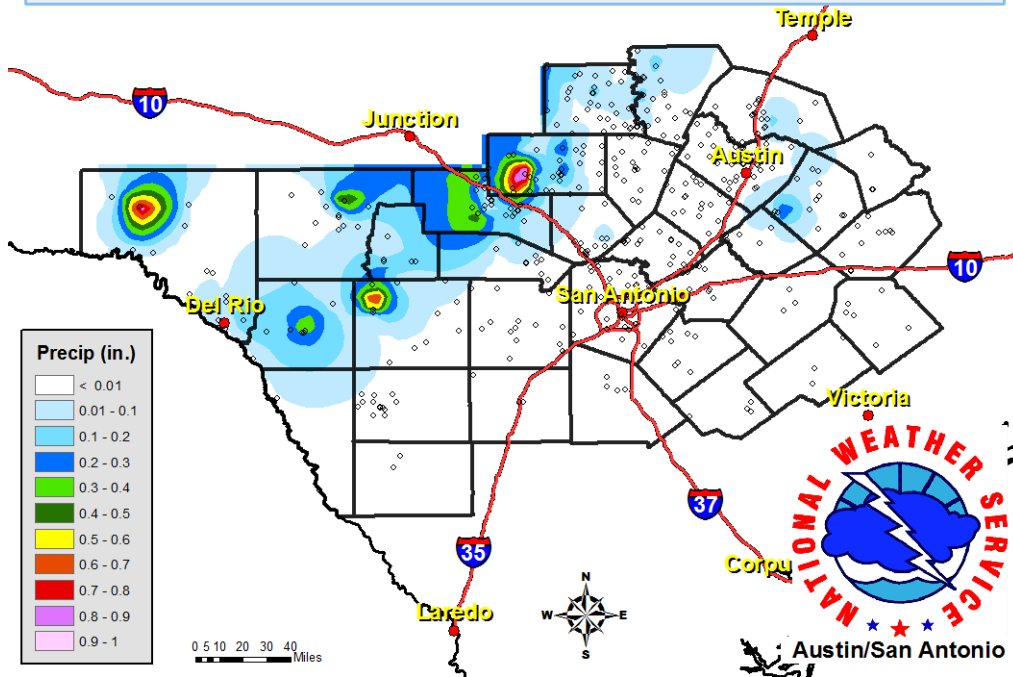 Temple
10
Junction
Austin
10
San Antonio
Del Rio
Precip (in.)
< 0.01
0.01 - 0.1
0.1 - 0.2
0.2 - 0.3
0.3 - 0.4
0.4 - 0.5
0.5 - 0.6
0.6 - 0.7
0.7 - 0.8
0.8 - 0.9
0.9 - 1
Victoria
NATIONAL WEATHER SERVICE
37
35
Corpu
Laredo
N
W E
S
0 5 10 20 30 40
Miles
Austin/San Antonio